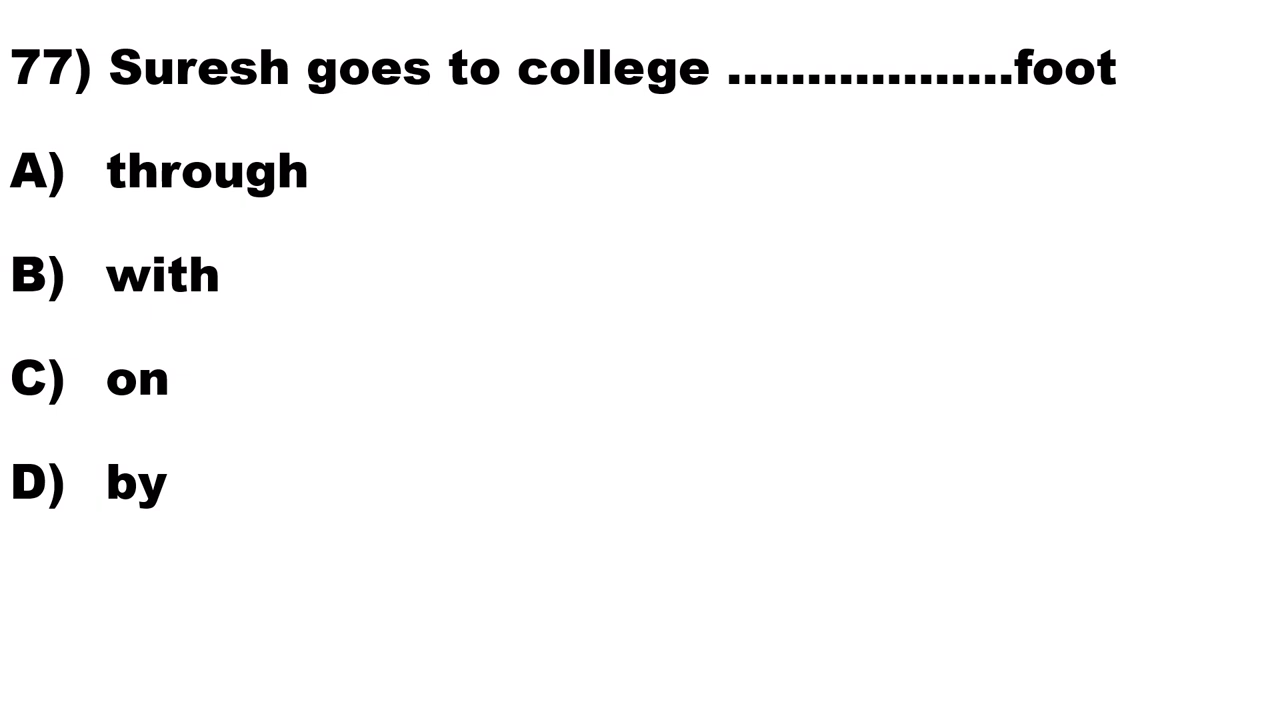 77) Suresh goes to college ..................foot
A) through
B) with
C) on
D) by